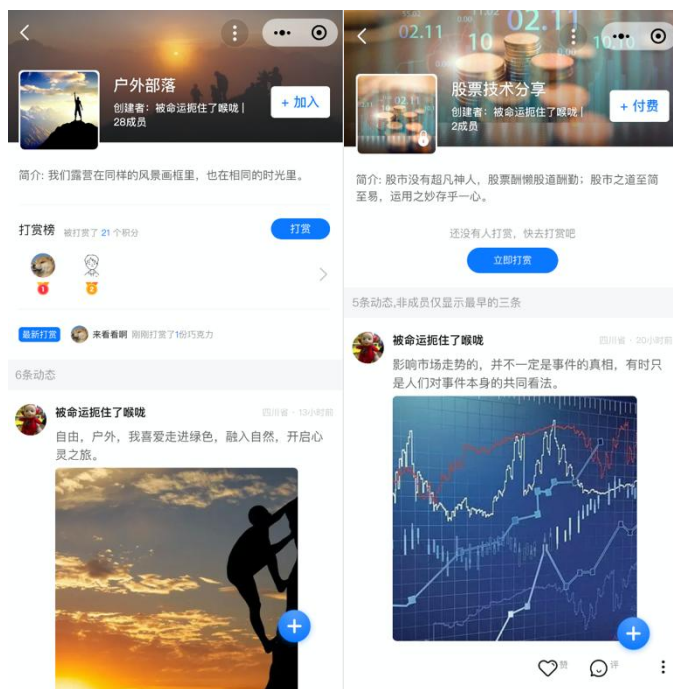 户外部落
创建者：被命运扼住了喉咙 |
28成员
+ 加入
简介: 我们露营在同样的风景画框里，也在相同的时光里。
打赏榜 被打赏了 21 个积分
打赏
1
2
最新打赏 来看看啊 刚刚打赏了1份巧克力
6条动态
被命运扼住了喉咙 四川省 · 13小时前
自由，户外，我喜爱走进绿色，融入自然，开启心
灵之旅。
+
02.11
02.11
10
10.10
股票技术分享
创建者：被命运扼住了喉咙 |
2成员
+ 付费
简介: 股市没有超凡神人，股票酬懒股道酬勤；股市之道至简
至易，运用之妙存乎一心。
还没有人打赏，快去打赏吧
立即打赏
5条动态,非成员仅显示最早的三条
被命运扼住了喉咙 四川省 · 20小时前
影响市场走势的，并不一定是事件的真相，有时只
是人们对事件本身的共同看法。
+
赞
评